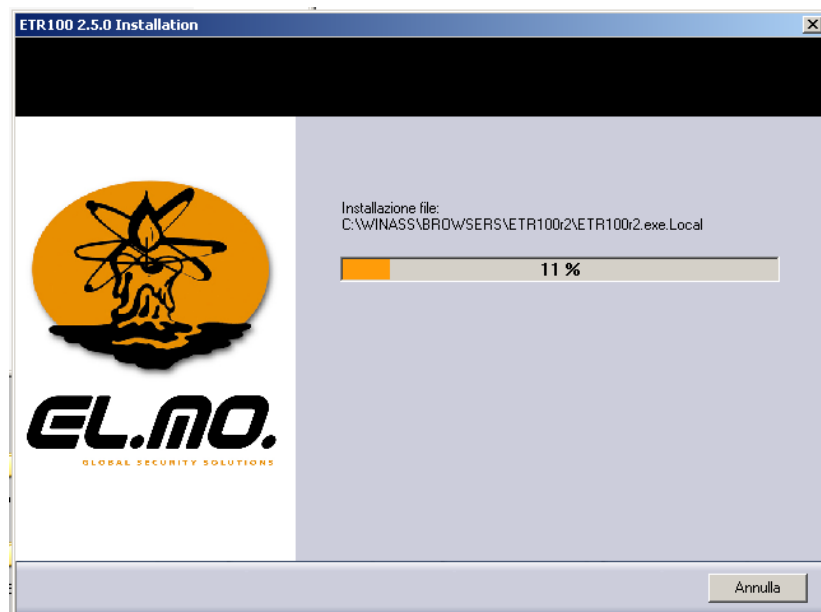 ETR100 2.5.0 Installation
Installazione file:
C:\WINASS\BROWSERS\ETR100r2\ETR100r2.exe.Local
11 %
EL.MO.
GLOBAL SECURITY SOLUTIONS
Annulla